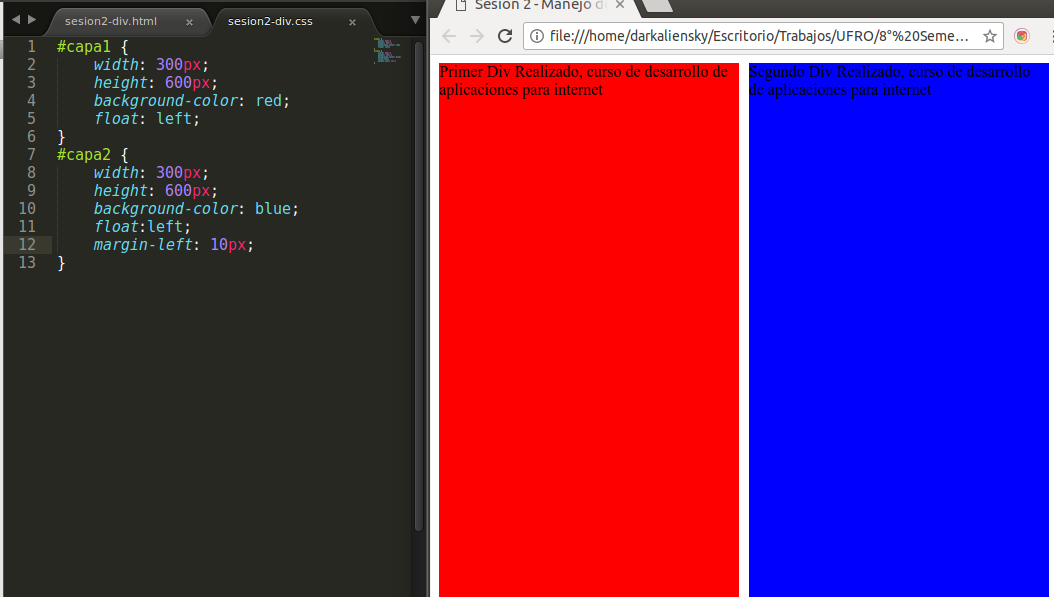 sesion2-div.html
sesion2-div.css
1 #capa1 {
2 width: 300px;
3 height: 600px;
4 background-color: red;
5 float: left;
6 }
7 #capa2 {
8 width: 300px;
9 height: 600px;
10 background-color: blue;
11 float:left;
12 margin-left: 10px;
13 }
Sesion 2 - Manejo d
file:///home/darkaliensky/Escritorio/Trabajos/UFRO/8°%20Seme...
Primer Div Realizado, curso de desarrollo de
aplicaciones para internet
Segundo Div Realizado, curso de desarrollo
de aplicaciones para internet